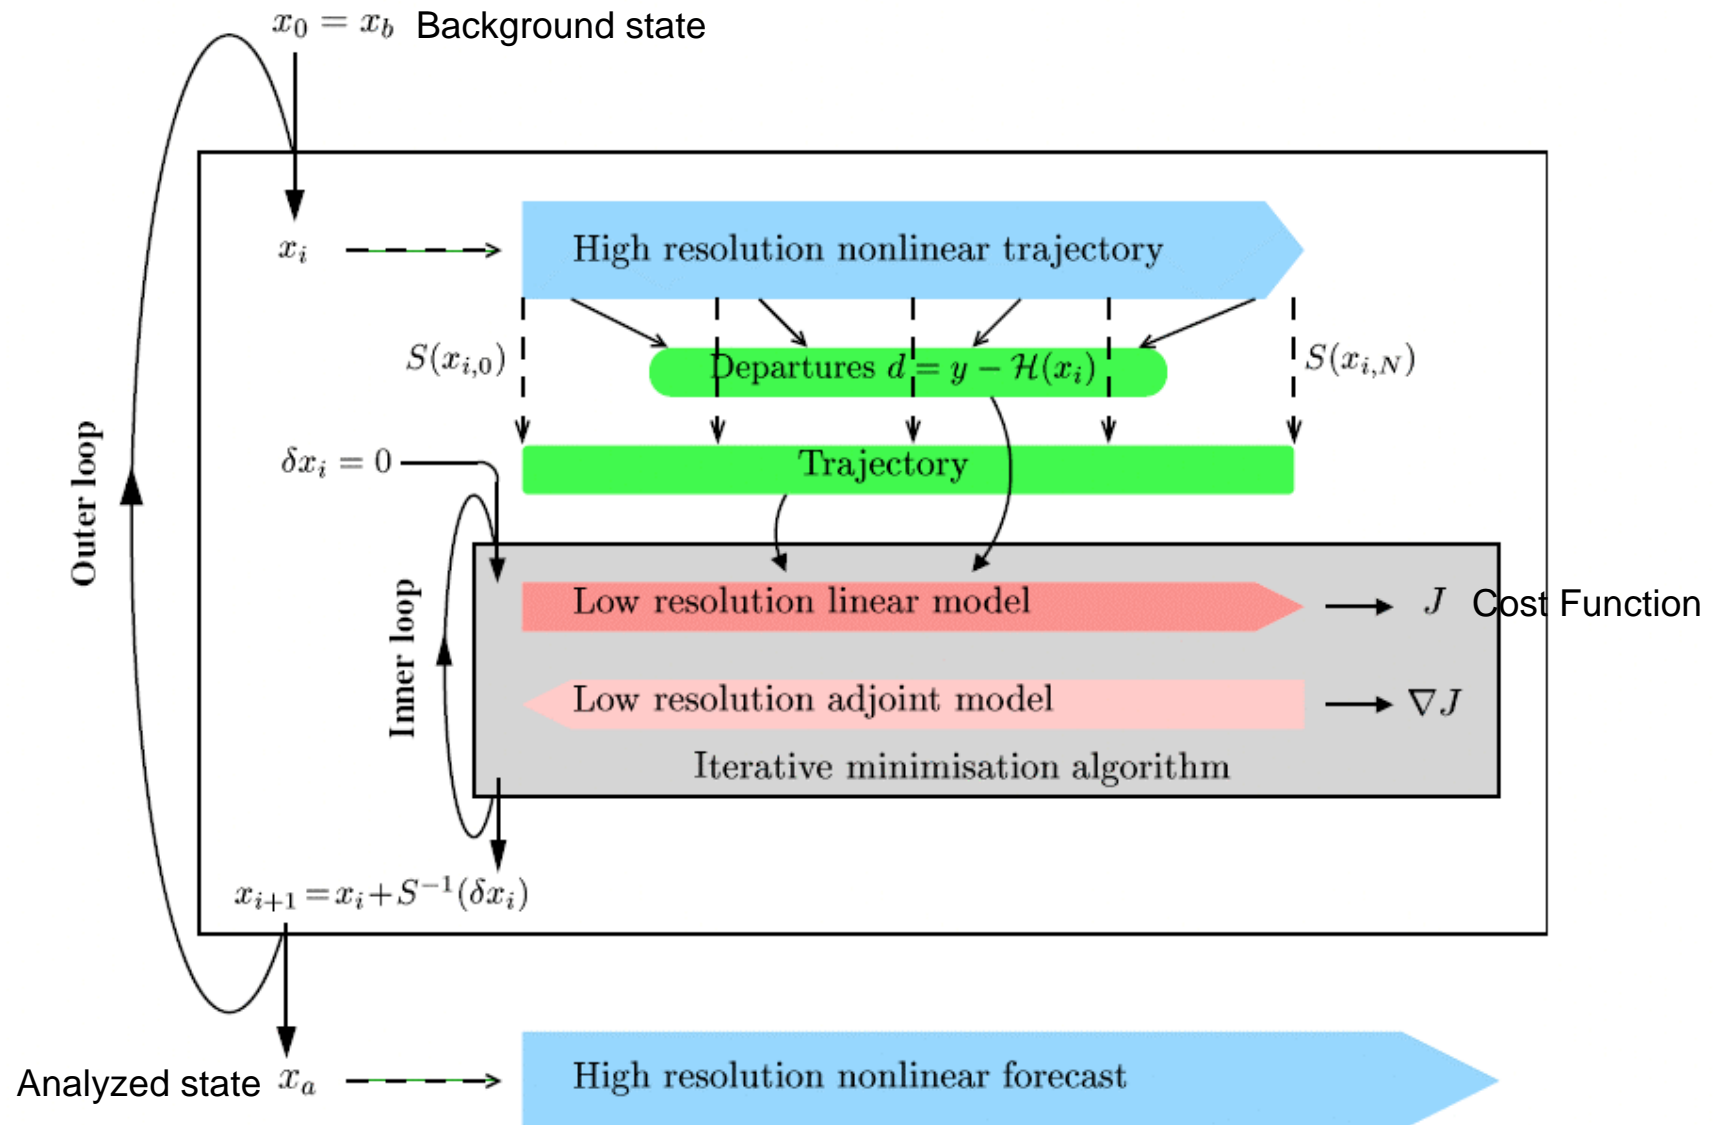 x_0 = x_b Background state
x_i
High resolution nonlinear trajectory
S(x_{i,0})
Departures d = y − \mathcal{H}(x_i)
S(x_{i,N})
Outer loop
δx_i = 0
Trajectory
Inner loop
Low resolution linear model
J Cost Function
Low resolution adjoint model
∇J
Iterative minimisation algorithm
x_{i+1} = x_i + S^{-1}(δx_i)
Analyzed state x_a
High resolution nonlinear forecast